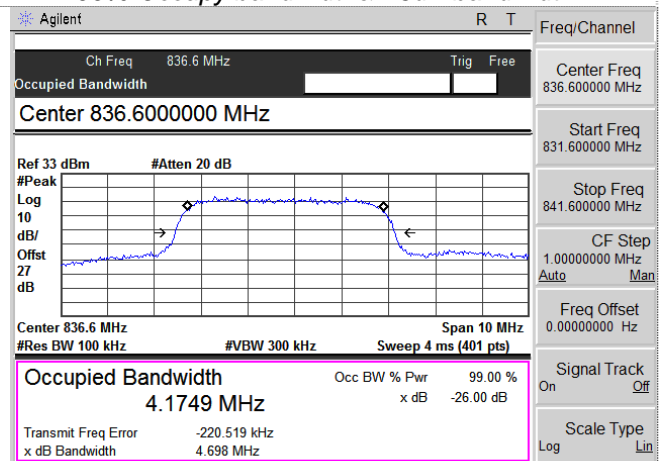 Agilent R T
Ch Freq 836.6 MHz Trig Free
Occupied Bandwidth
Center 836.6000000 MHz
Ref 33 dBm #Atten 20 dB
#Peak
Log
10
dB/
Offst
27
dB
Center 836.6 MHz Span 10 MHz
#Res BW 100 kHz #VBW 300 kHz Sweep 4 ms (401 pts)
Occupied Bandwidth Occ BW % Pwr 99.00 %
4.1749 MHz x dB -26.00 dB
Transmit Freq Error -220.519 kHz
x dB Bandwidth 4.698 MHz
Freq/Channel
Center Freq
836.600000 MHz
Start Freq
831.600000 MHz
Stop Freq
841.600000 MHz
CF Step
1.00000000 MHz
Auto Man
Freq Offset
0.00000000 Hz
Signal Track
On Off
Scale Type
Log Lin